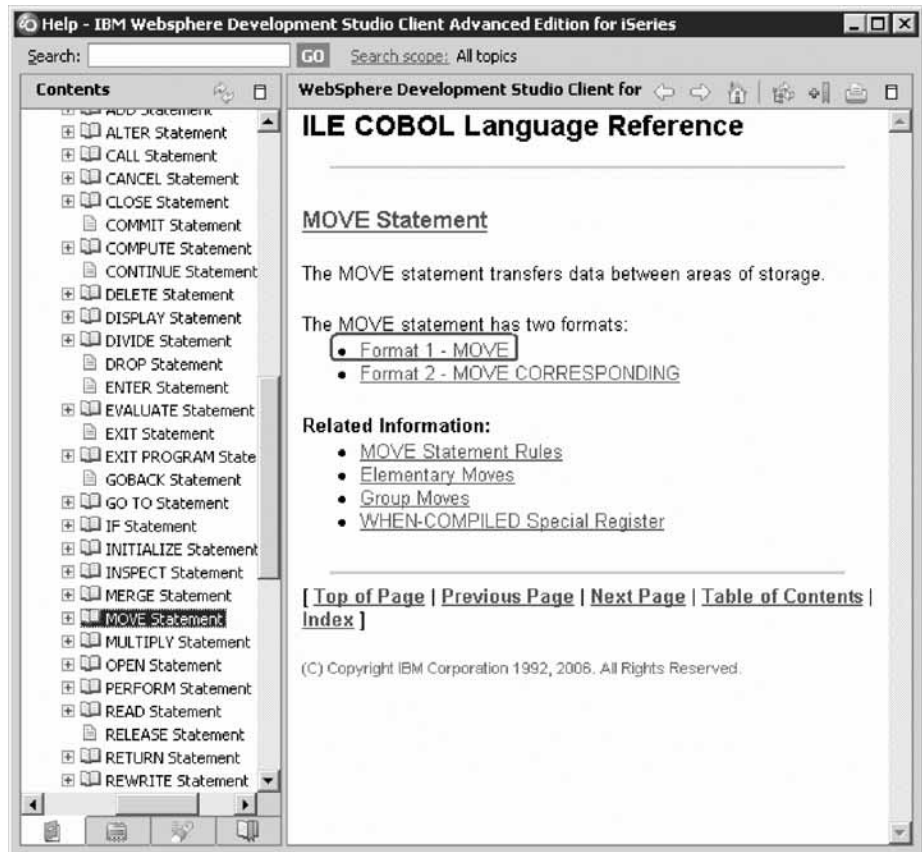 Help - IBM Websphere Development Studio Client Advanced Edition for iSeries
Search: GO Search scope: All topics
Contents
ADD Statement
ALTER Statement
CALL Statement
CANCEL Statement
CLOSE Statement
COMMIT Statement
COMPUTE Statement
CONTINUE Statement
DELETE Statement
DISPLAY Statement
DIVIDE Statement
DROP Statement
ENTER Statement
EVALUATE Statement
EXIT Statement
EXIT PROGRAM State
GOBACK Statement
GO TO Statement
IF Statement
INITIALIZE Statement
INSPECT Statement
MERGE Statement
MOVE Statement
MULTIPLY Statement
OPEN Statement
PERFORM Statement
READ Statement
RELEASE Statement
RETURN Statement
REWRITE Statement
WebSphere Development Studio Client for
ILE COBOL Language Reference
MOVE Statement
The MOVE statement transfers data between areas of storage.
The MOVE statement has two formats:
• Format 1 - MOVE
• Format 2 - MOVE CORRESPONDING
Related Information:
• MOVE Statement Rules
• Elementary Moves
• Group Moves
• WHEN-COMPILED Special Register
[ Top of Page | Previous Page | Next Page | Table of Contents |
Index ]
(C) Copyright IBM Corporation 1992, 2006. All Rights Reserved.